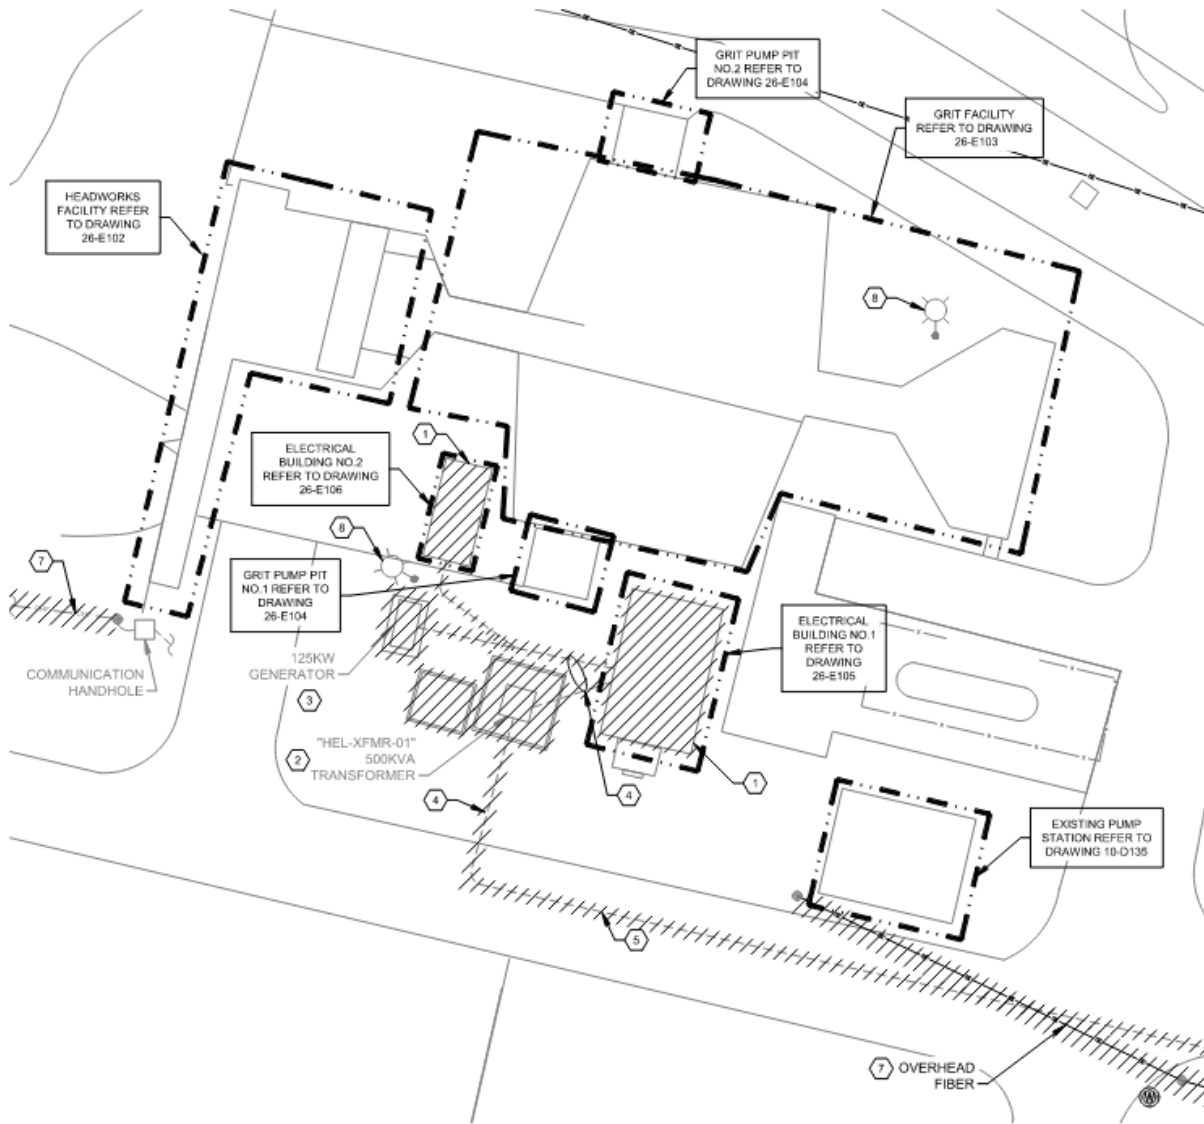 GRIT PUMP PIT
NO.2 REFER TO
DRAWING 26-E104
GRIT FACILITY
REFER TO DRAWING
26-E103
HEADWORKS
FACILITY REFER
TO DRAWING
26-E102
8
1
ELECTRICAL
BUILDING NO.2
REFER TO DRAWING
26-E106
8
7
GRIT PUMP PIT
NO.1 REFER TO
DRAWING
26-E104
ELECTRICAL
BUILDING NO.1
REFER TO
DRAWING
26-E105
COMMUNICATION
HANDHOLE
125KW
GENERATOR
3
"HEL-XFMR-01"
500KVA
TRANSFORMER
2
4
4
1
EXISTING PUMP
STATION REFER TO
DRAWING 10-D135
5
7
OVERHEAD
FIBER
W